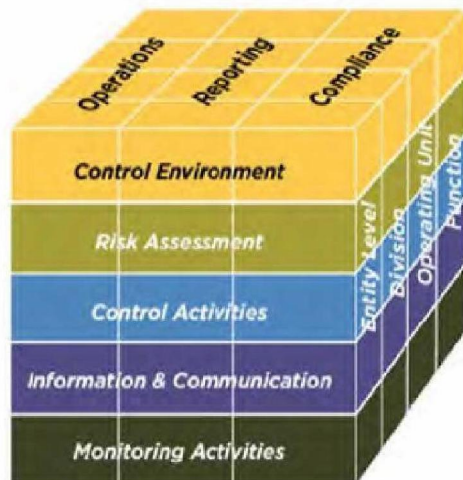 Operations
Reporting
Compliance
Control Environment
Risk Assessment
Control Activities
Information & Communication
Monitoring Activities
Entity Level
Division
Operating Unit
Function